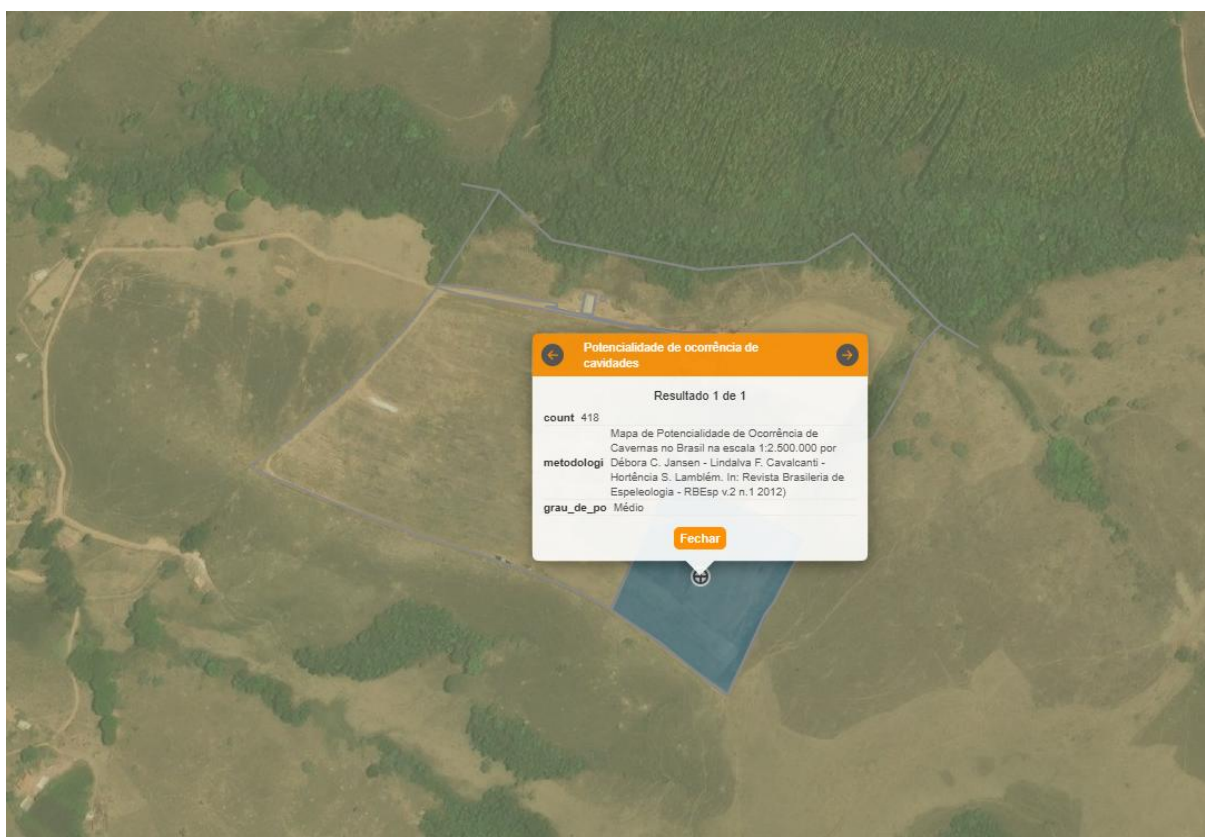 Potencialidade de ocorrência de
cavidades
Resultado 1 de 1
count 418
Mapa de Potencialidade de Ocorrência de
Cavernas no Brasil na escala 1:2.500.000 por
metodologi Débora C. Jansen - Lindalva F. Cavalcanti -
Hortência S. Lamblém. In: Revista Brasileria de
Espeleologia - RBEsp v.2 n.1 2012)
grau_de_po Médio
Fechar